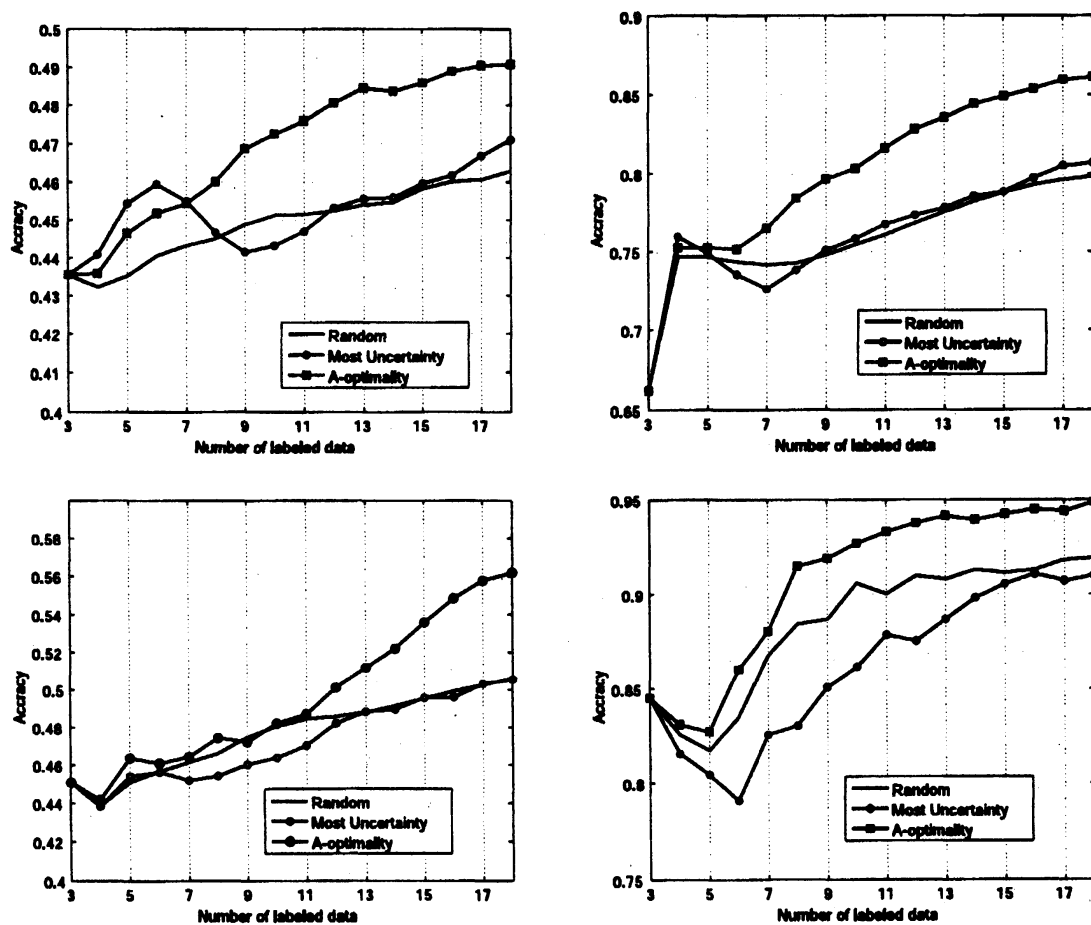 0.5
0.49
0.48
0.47
0.46
0.45
0.44
0.43
0.42
0.41
0.4
Accracy
Random
Most Uncertainty
A-optimality
3 5 7 9 11 13 15 17
Number of labeled data
0.9
0.85
0.8
0.75
0.7
0.65
Accracy
Random
Most Uncertainty
A-optimality
3 5 7 9 11 13 15 17
Number of labeled data
0.58
0.56
0.54
0.52
0.5
0.48
0.46
0.44
0.42
0.4
Accracy
Random
Most Uncertainty
A-optimality
3 5 7 9 11 13 15 17
Number of labeled data
0.95
0.9
0.85
0.8
0.75
Accracy
Random
Most Uncertainty
A-optimality
3 5 7 9 11 13 15 17
Number of labeled data